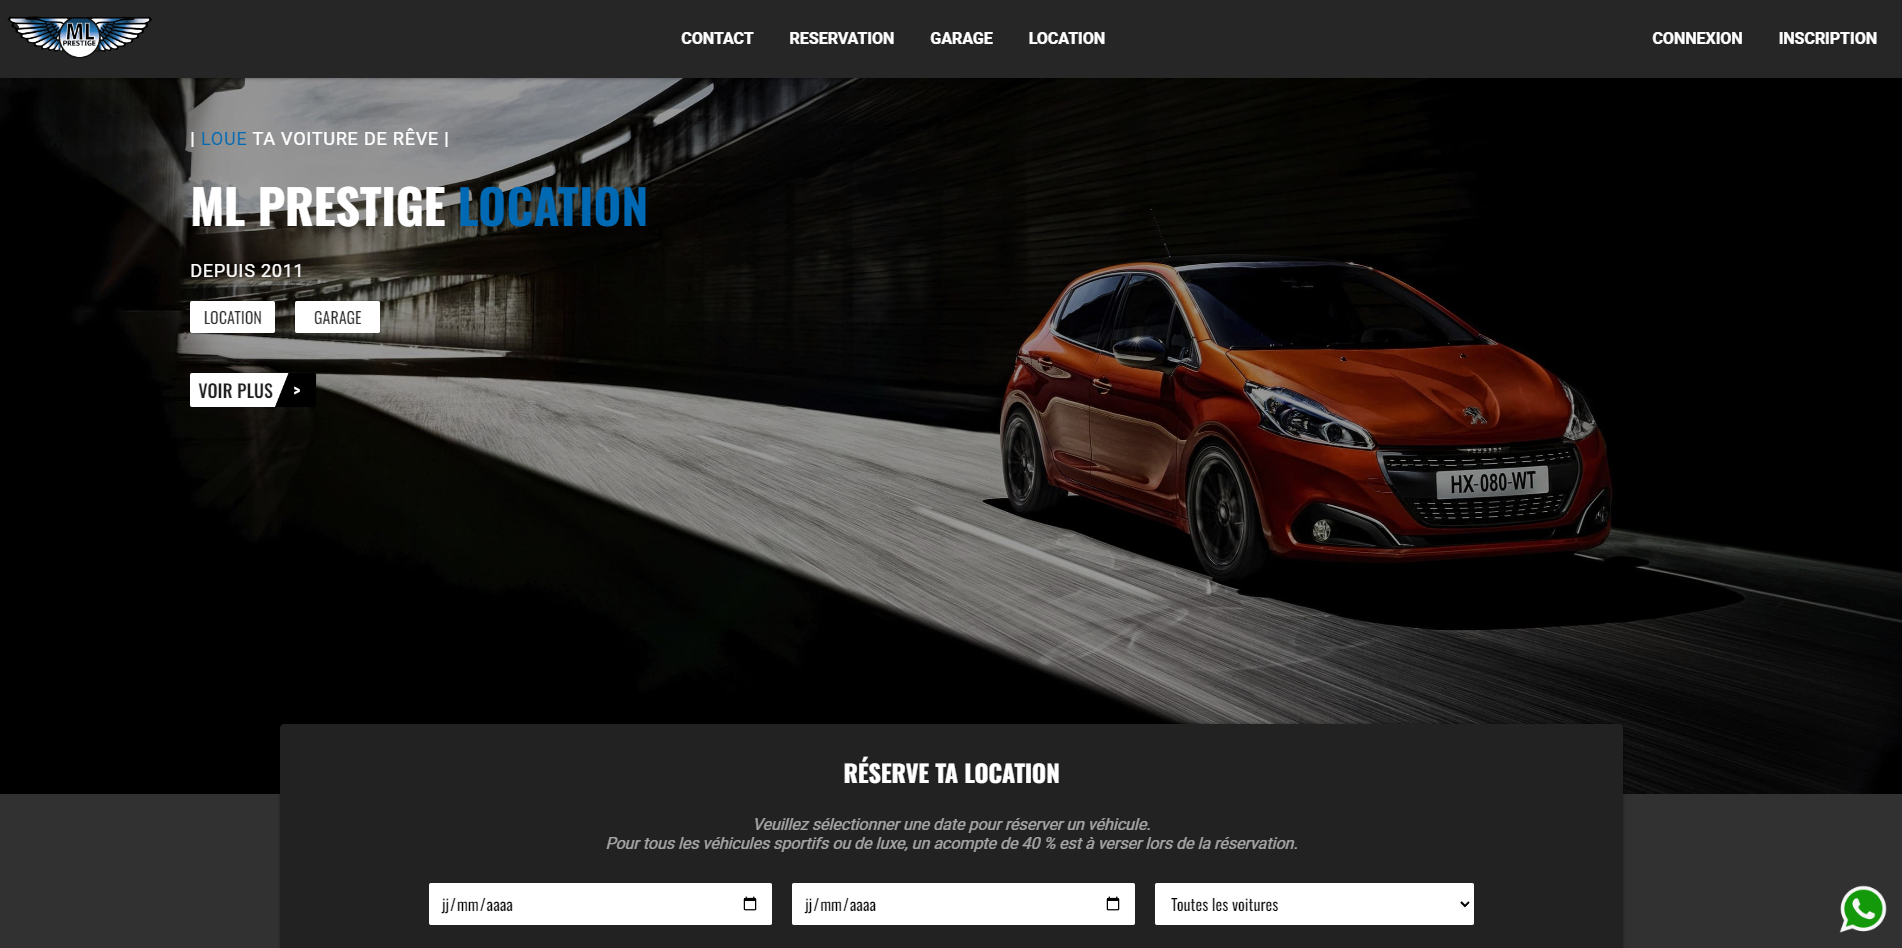 ML
PRESTIGE
CONTACT RESERVATION GARAGE LOCATION
CONNEXION INSCRIPTION
| LOUE TA VOITURE DE RÊVE |
ML PRESTIGE LOCATION
DEPUIS 2011
LOCATION GARAGE
VOIR PLUS >
HX-080-WT
RÉSERVE TA LOCATION
Veuillez sélectionner une date pour réserver un véhicule.
Pour tous les véhicules sportifs ou de luxe, un acompte de 40 % est à verser lors de la réservation.
jj/mm/aaaa jj/mm/aaaa Toutes les voitures